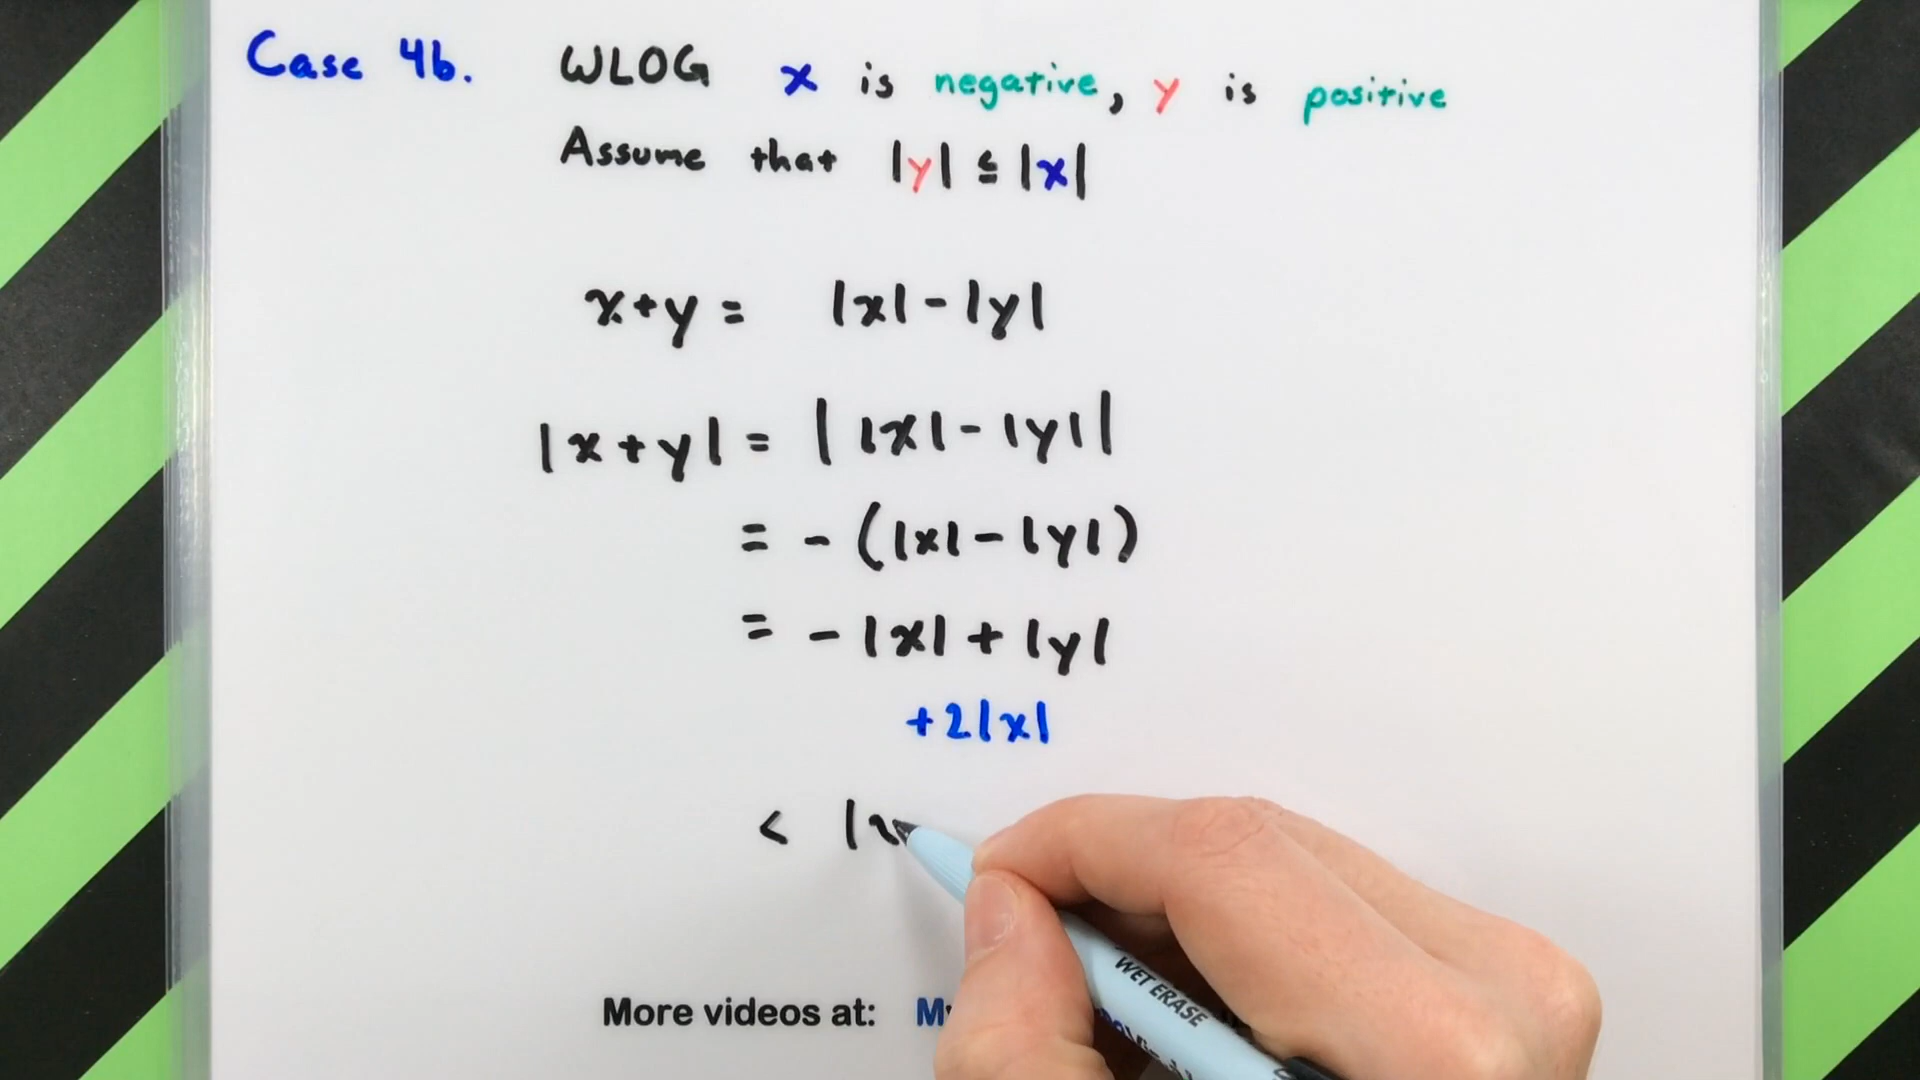 Case 4b. WLOG x is negative, y is positive
Assume that |y| ≤ |x|
x+y = |x| - |y|
|x+y| = ||x| - |y||
= - (|x| - |y|)
= - |x| + |y|
+2|x|
< |x
More videos at:
WET ERASE